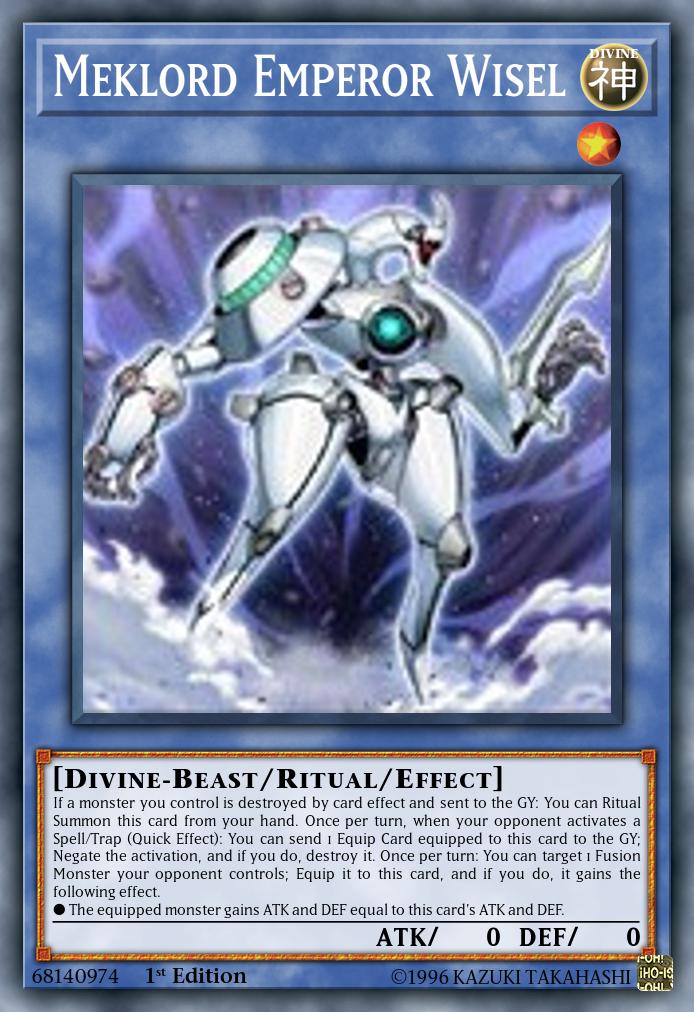 MEKLORD EMPEROR WISEL
DIVINE
神
[DIVINE-BEAST/RITUAL/EFFECT]
If a monster you control is destroyed by card effect and sent to the GY: You can Ritual
Summon this card from your hand. Once per turn, when your opponent activates a
Spell/Trap (Quick Effect): You can send 1 Equip Card equipped to this card to the GY;
Negate the activation, and if you do, destroy it. Once per turn: You can target 1 Fusion
Monster your opponent controls; Equip it to this card, and if you do, it gains the
following effect.
● The equipped monster gains ATK and DEF equal to this card's ATK and DEF.
ATK/ 0 DEF/ 0
68140974 1st Edition ©1996 KAZUKI TAKAHASHI